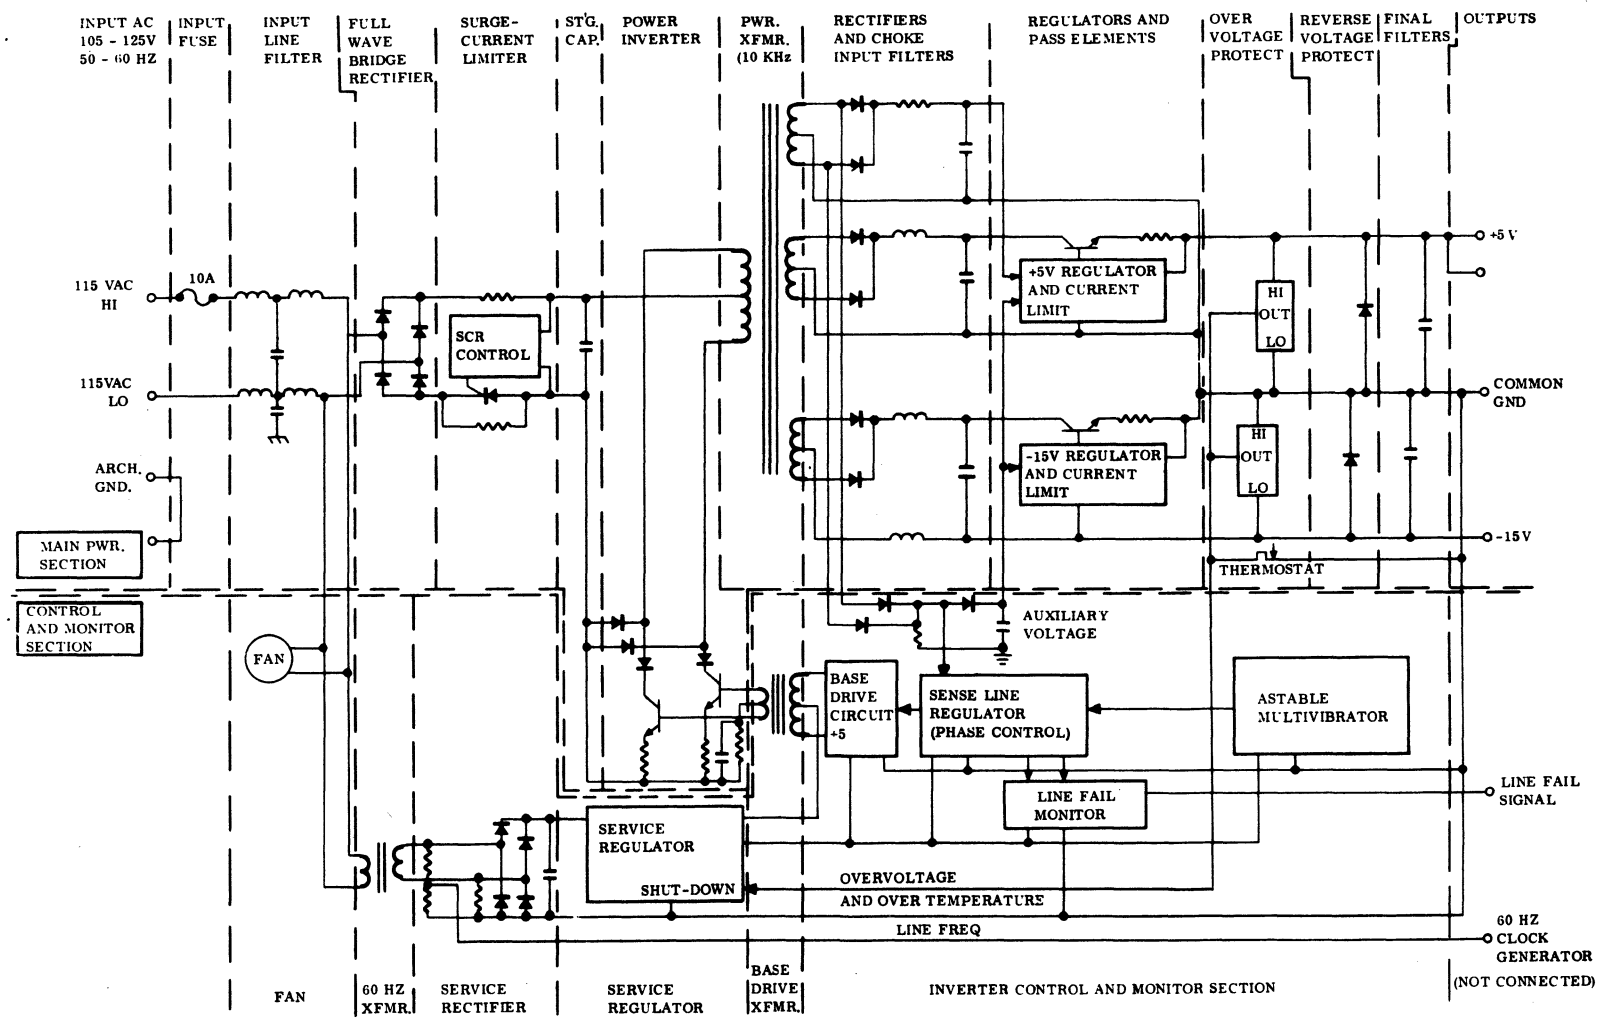 INPUT AC
105 - 125V
50 - 60 HZ
INPUT
FUSE
INPUT
LINE
FILTER
FULL
WAVE
BRIDGE
RECTIFIER
SURGE-
CURRENT
LIMITER
ST'G.
CAP.
POWER
INVERTER
PWR.
XFMR.
(10 KHz
RECTIFIERS
AND CHOKE
INPUT FILTERS
REGULATORS AND
PASS ELEMENTS
OVER
VOLTAGE
PROTECT
REVERSE
VOLTAGE
PROTECT
FINAL
FILTERS
OUTPUTS
115 VAC
HI
10A
SCR
CONTROL
115VAC
LO
ARCH.
GND.
MAIN PWR.
SECTION
+5V REGULATOR
AND CURRENT
LIMIT
HI
OUT
LO
+5 V
COMMON
GND
-15V REGULATOR
AND CURRENT
LIMIT
HI
OUT
LO
-15V
THERMOSTAT
CONTROL
AND MONITOR
SECTION
FAN
AUXILIARY
VOLTAGE
BASE
DRIVE
CIRCUIT
+5
SENSE LINE
REGULATOR
(PHASE CONTROL)
ASTABLE
MULTIVIBRATOR
LINE FAIL
MONITOR
LINE FAIL
SIGNAL
SERVICE
REGULATOR
SHUT-DOWN
OVERVOLTAGE
AND OVER TEMPERATURE
LINE FREQ
60 HZ
CLOCK
GENERATOR
(NOT CONNECTED)
FAN
60 HZ
XFMR.
SERVICE
RECTIFIER
SERVICE
REGULATOR
BASE
DRIVE
XFMR.
INVERTER CONTROL AND MONITOR SECTION